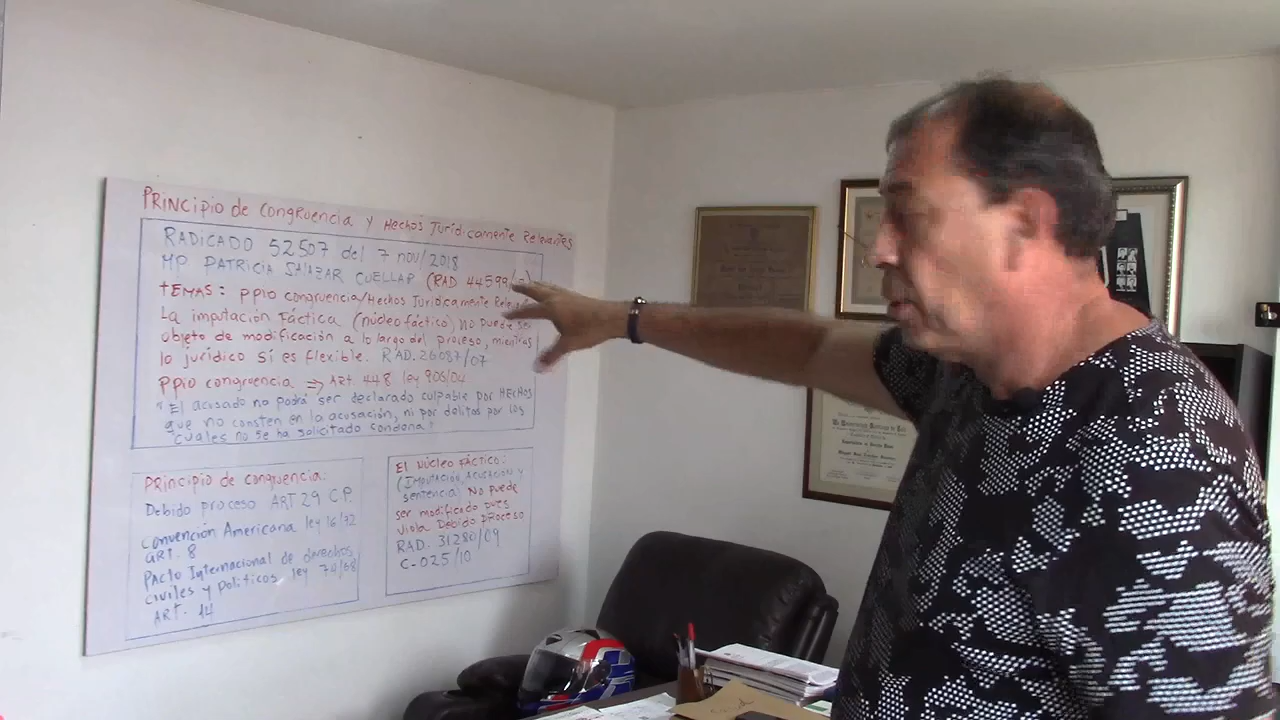 PRINCIPIO de CONGRUENCIA y Hechos Jurídicamente Relevantes
RADICADO 52507 del 7 nov/2018
MP PATRICIA SALAZAR CUELLAR (RAD 44599/
TEMAS: ppio congruencia/Hechos Jurídicamente
La imputación Fáctica (núcleo fáctico) No puede ser
objeto de modificación a lo largo del proceso, mientras
lo jurídico sí es flexible. RAD. 26087/07
PPIO congruencia => ART. 448 ley 906/04
"El acusado no podrá ser declarado culpable por HECHOS
que no consten en la acusación, ni por delitos por los
cuales no se ha solicitado condena"
Principio de congruencia:
Debido proceso ART 29 C.P.
Convención Americana ley 16/72
art. 8
PACTO Internacional de derechos
civiles y políticos ley 74/68
ART. 14
El Núcleo Fáctico:
(IMPUTACIÓN, ACUSACIÓN y
sentencia) No puede
ser modificado pues
viola Debido Proceso
RAD. 31280/09
C-025/10